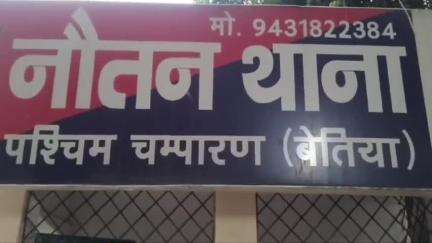 मो. 9431822384
नौतन थाना
पश्चिम चम्पारण (बेतिया)